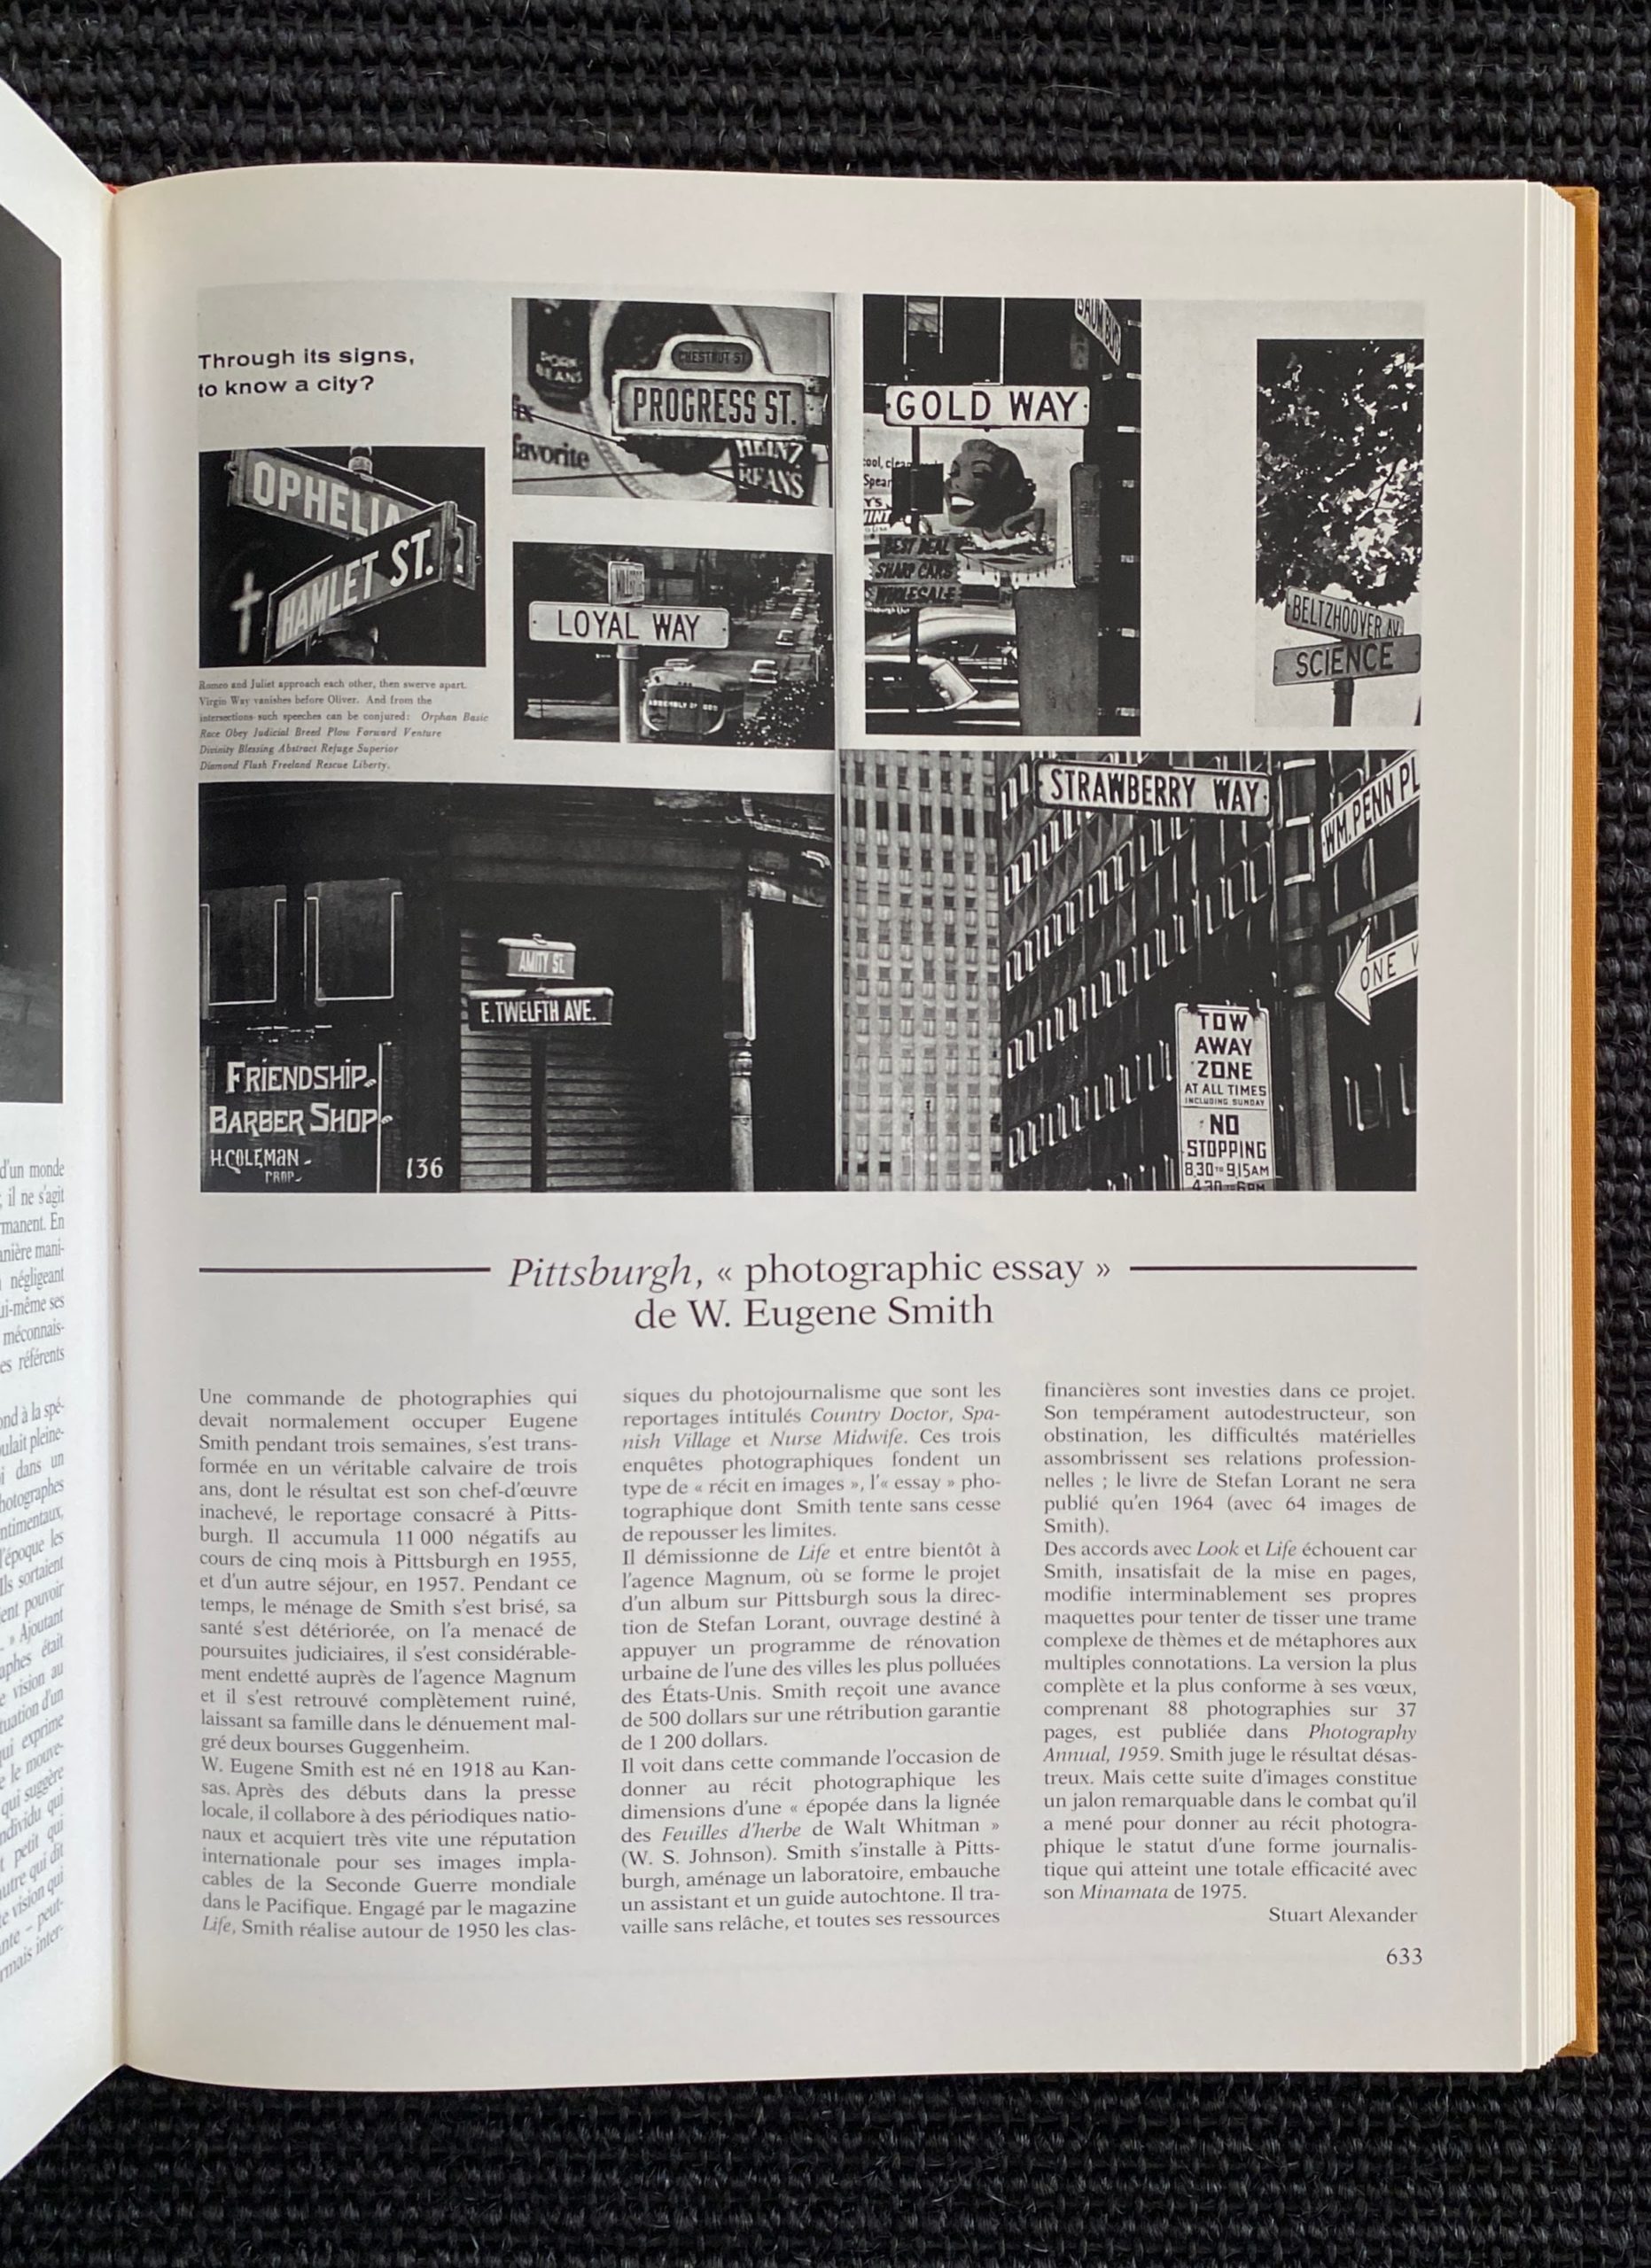 Through its signs,
to know a city?
OPHELIA
HAMLET ST.
Romeo and Juliet approach each other, then swerve apart.
Virgin Way vanishes before Oliver. And from the
intersections such speeches can be conjured: Orphan Basic
Race Obey Judicial Breed Plow Forward Venture
Divinity Blessing Abstract Refuge Superior
Diamond Flush Freeland Rescue Liberty.
PORK
BEANS
CHESTNUT ST
PROGRESS ST.
favorite
HEINZ
BEANS
LOYAL WAY
ASSEMBLY OF GOD
BAUM BLVD
GOLD WAY
BEST DEAL
SHARP CARS
WHOLESALE
BELTZHOOVER AV
SCIENCE
AMITY ST.
E. TWELFTH AVE.
FRIENDSHIP
BARBER SHOP
H.COLEMAN -
PROP-
136
STRAWBERRY WAY
WM. PENN PL
ONE W
TOW
AWAY
ZONE
AT ALL TIMES
INCLUDING SUNDAY
NO
STOPPING
8.30 TO 9.15AM
4.30 TO 6PM
Pittsburgh, « photographic essay »
de W. Eugene Smith
Une commande de photographies qui
devait normalement occuper Eugene
Smith pendant trois semaines, s'est trans-
formée en un véritable calvaire de trois
ans, dont le résultat est son chef-d'œuvre
inachevé, le reportage consacré à Pitts-
burgh. Il accumula 11 000 négatifs au
cours de cinq mois à Pittsburgh en 1955,
et d'un autre séjour, en 1957. Pendant ce
temps, le ménage de Smith s'est brisé, sa
santé s'est détériorée, on l'a menacé de
poursuites judiciaires, il s'est considérable-
ment endetté auprès de l'agence Magnum
et il s'est retrouvé complètement ruiné,
laissant sa famille dans le dénuement mal-
gré deux bourses Guggenheim.
W. Eugene Smith est né en 1918 au Kan-
sas. Après des débuts dans la presse
locale, il collabore à des périodiques natio-
naux et acquiert très vite une réputation
internationale pour ses images impla-
cables de la Seconde Guerre mondiale
dans le Pacifique. Engagé par le magazine
Life, Smith réalise autour de 1950 les clas-
siques du photojournalisme que sont les
reportages intitulés Country Doctor, Spa-
nish Village et Nurse Midwife. Ces trois
enquêtes photographiques fondent un
type de « récit en images », l'« essay » pho-
tographique dont Smith tente sans cesse
de repousser les limites.
Il démissionne de Life et entre bientôt à
l'agence Magnum, où se forme le projet
d'un album sur Pittsburgh sous la direc-
tion de Stefan Lorant, ouvrage destiné à
appuyer un programme de rénovation
urbaine de l'une des villes les plus polluées
des États-Unis. Smith reçoit une avance
de 500 dollars sur une rétribution garantie
de 1 200 dollars.
Il voit dans cette commande l'occasion de
donner au récit photographique les
dimensions d'une « épopée dans la lignée
des Feuilles d'herbe de Walt Whitman »
(W. S. Johnson). Smith s'installe à Pitts-
burgh, aménage un laboratoire, embauche
un assistant et un guide autochtone. Il tra-
vaille sans relâche, et toutes ses ressources
financières sont investies dans ce projet.
Son tempérament autodestructeur, son
obstination, les difficultés matérielles
assombrissent ses relations profession-
nelles ; le livre de Stefan Lorant ne sera
publié qu'en 1964 (avec 64 images de
Smith).
Des accords avec Look et Life échouent car
Smith, insatisfait de la mise en pages,
modifie interminablement ses propres
maquettes pour tenter de tisser une trame
complexe de thèmes et de métaphores aux
multiples connotations. La version la plus
complète et la plus conforme à ses vœux,
comprenant 88 photographies sur 37
pages, est publiée dans Photography
Annual, 1959. Smith juge le résultat désas-
treux. Mais cette suite d'images constitue
un jalon remarquable dans le combat qu'il
a mené pour donner au récit photogra-
phique le statut d'une forme journalis-
tique qui atteint une totale efficacité avec
son Minamata de 1975.
Stuart Alexander
633